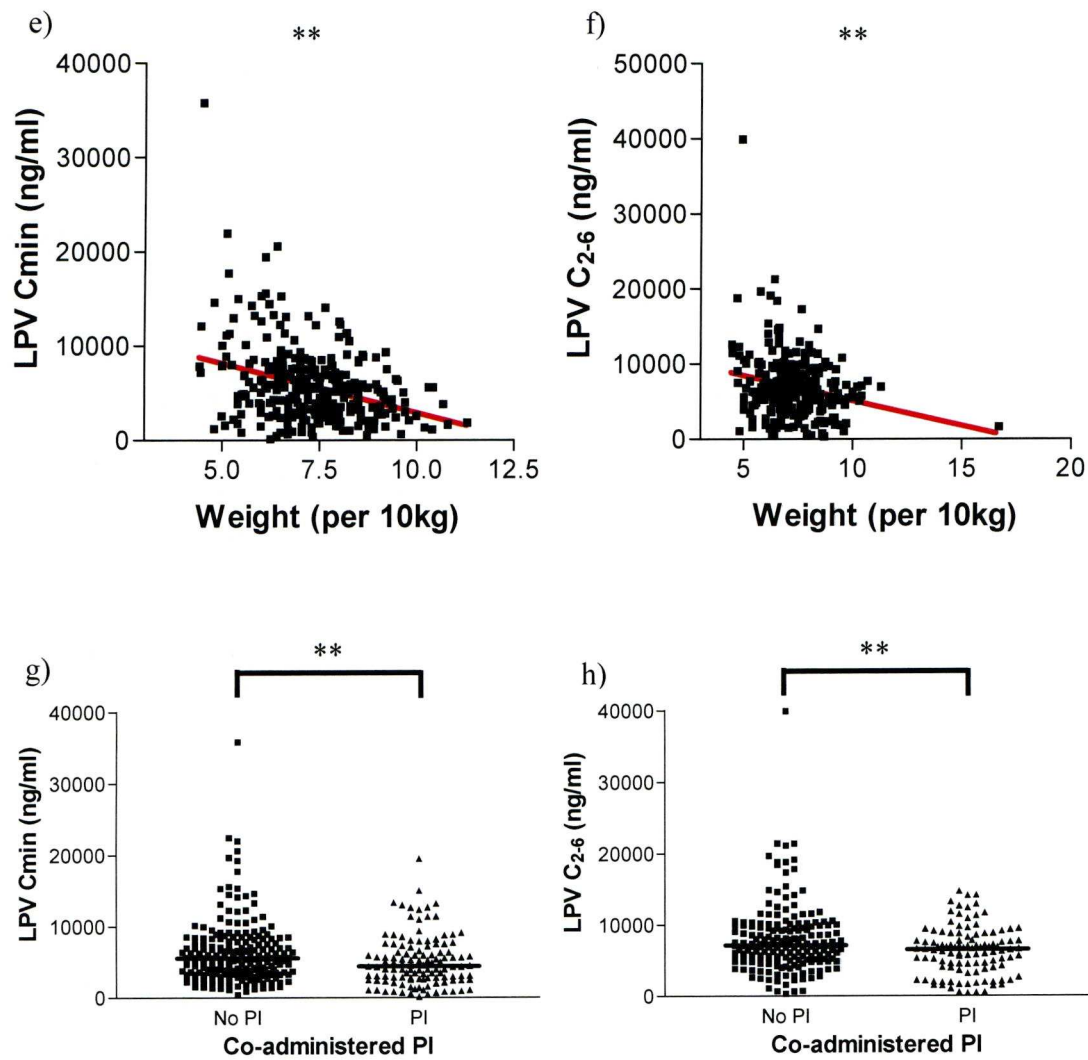 e)
**
40000
30000
20000
10000
0
LPV Cmin (ng/ml)
5.0
7.5
10.0
12.5
Weight (per 10kg)
f)
**
50000
40000
30000
20000
10000
0
LPV C2-6 (ng/ml)
5
10
15
20
Weight (per 10kg)
g)
**
40000
30000
20000
10000
0
LPV Cmin (ng/ml)
No PI
PI
Co-administered PI
h)
**
40000
30000
20000
10000
0
LPV C2-6 (ng/ml)
No PI
PI
Co-administered PI